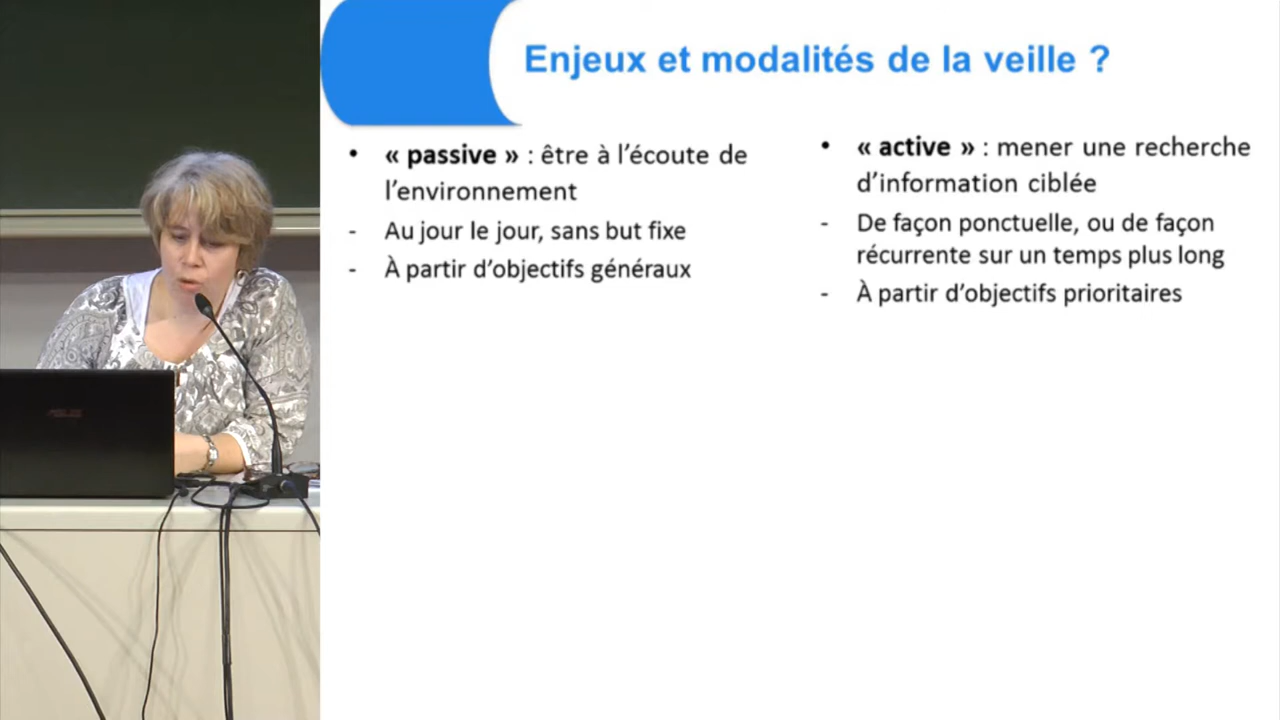 Enjeux et modalités de la veille ?
• « passive » : être à l’écoute de
l’environnement
- Au jour le jour, sans but fixe
- À partir d’objectifs généraux
• « active » : mener une recherche
d’information ciblée
- De façon ponctuelle, ou de façon
récurrente sur un temps plus long
- À partir d’objectifs prioritaires